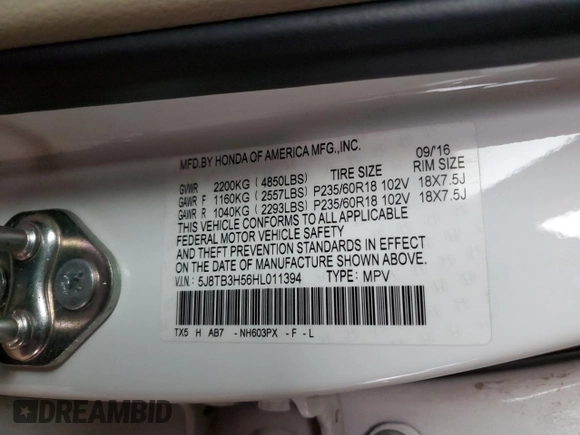 MFD.BY HONDA OF AMERICA MFG.,INC. 09/16
TIRE SIZE RIM SIZE
GVWR 2200KG ( 4850LBS)
GAWR F 1160KG ( 2557LBS) P235/60R18 102V 18X7.5J
GAWR R 1040KG ( 2293LBS) P235/60R18 102V 18X7.5J
THIS VEHICLE CONFORMS TO ALL APPLICABLE
FEDERAL MOTOR VEHICLE SAFETY
AND THEFT PREVENTION STANDARDS IN EFFECT
ON THE DATE OF MANUFACTURE SHOWN ABOVE.
V.I.N.: 5J8TB3H56HL011394 TYPE: MPV
TX5 H AB7 - NH603PX - F - L
DREAMBID